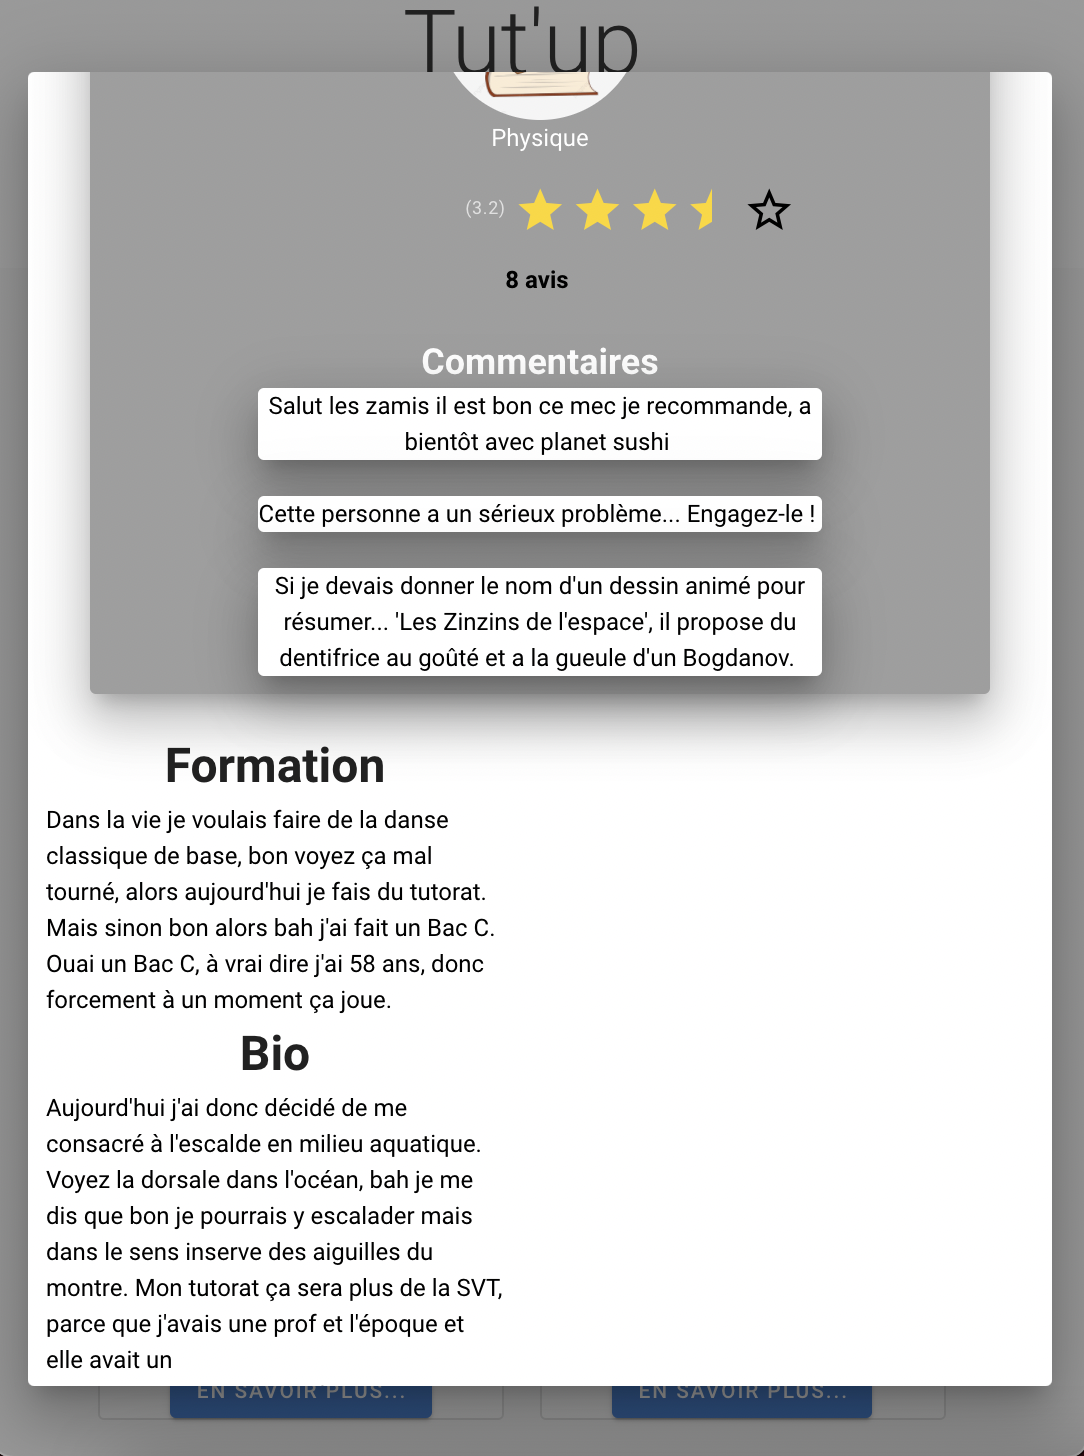 Tut'up
Physique
(3.2)
8 avis
Commentaires
Salut les zamis il est bon ce mec je recommande, a
bientôt avec planet sushi
Cette personne a un sérieux problème... Engagez-le !
Si je devais donner le nom d'un dessin animé pour
résumer... 'Les Zinzins de l'espace', il propose du
dentifrice au goûté et a la gueule d'un Bogdanov.
Formation
Dans la vie je voulais faire de la danse
classique de base, bon voyez ça mal
tourné, alors aujourd'hui je fais du tutorat.
Mais sinon bon alors bah j'ai fait un Bac C.
Ouai un Bac C, à vrai dire j'ai 58 ans, donc
forcement à un moment ça joue.
Bio
Aujourd'hui j'ai donc décidé de me
consacré à l'escalde en milieu aquatique.
Voyez la dorsale dans l'océan, bah je me
dis que bon je pourrais y escalader mais
dans le sens inserve des aiguilles du
montre. Mon tutorat ça sera plus de la SVT,
parce que j'avais une prof et l'époque et
elle avait un
EN SAVOIR PLUS... EN SAVOIR PLUS...